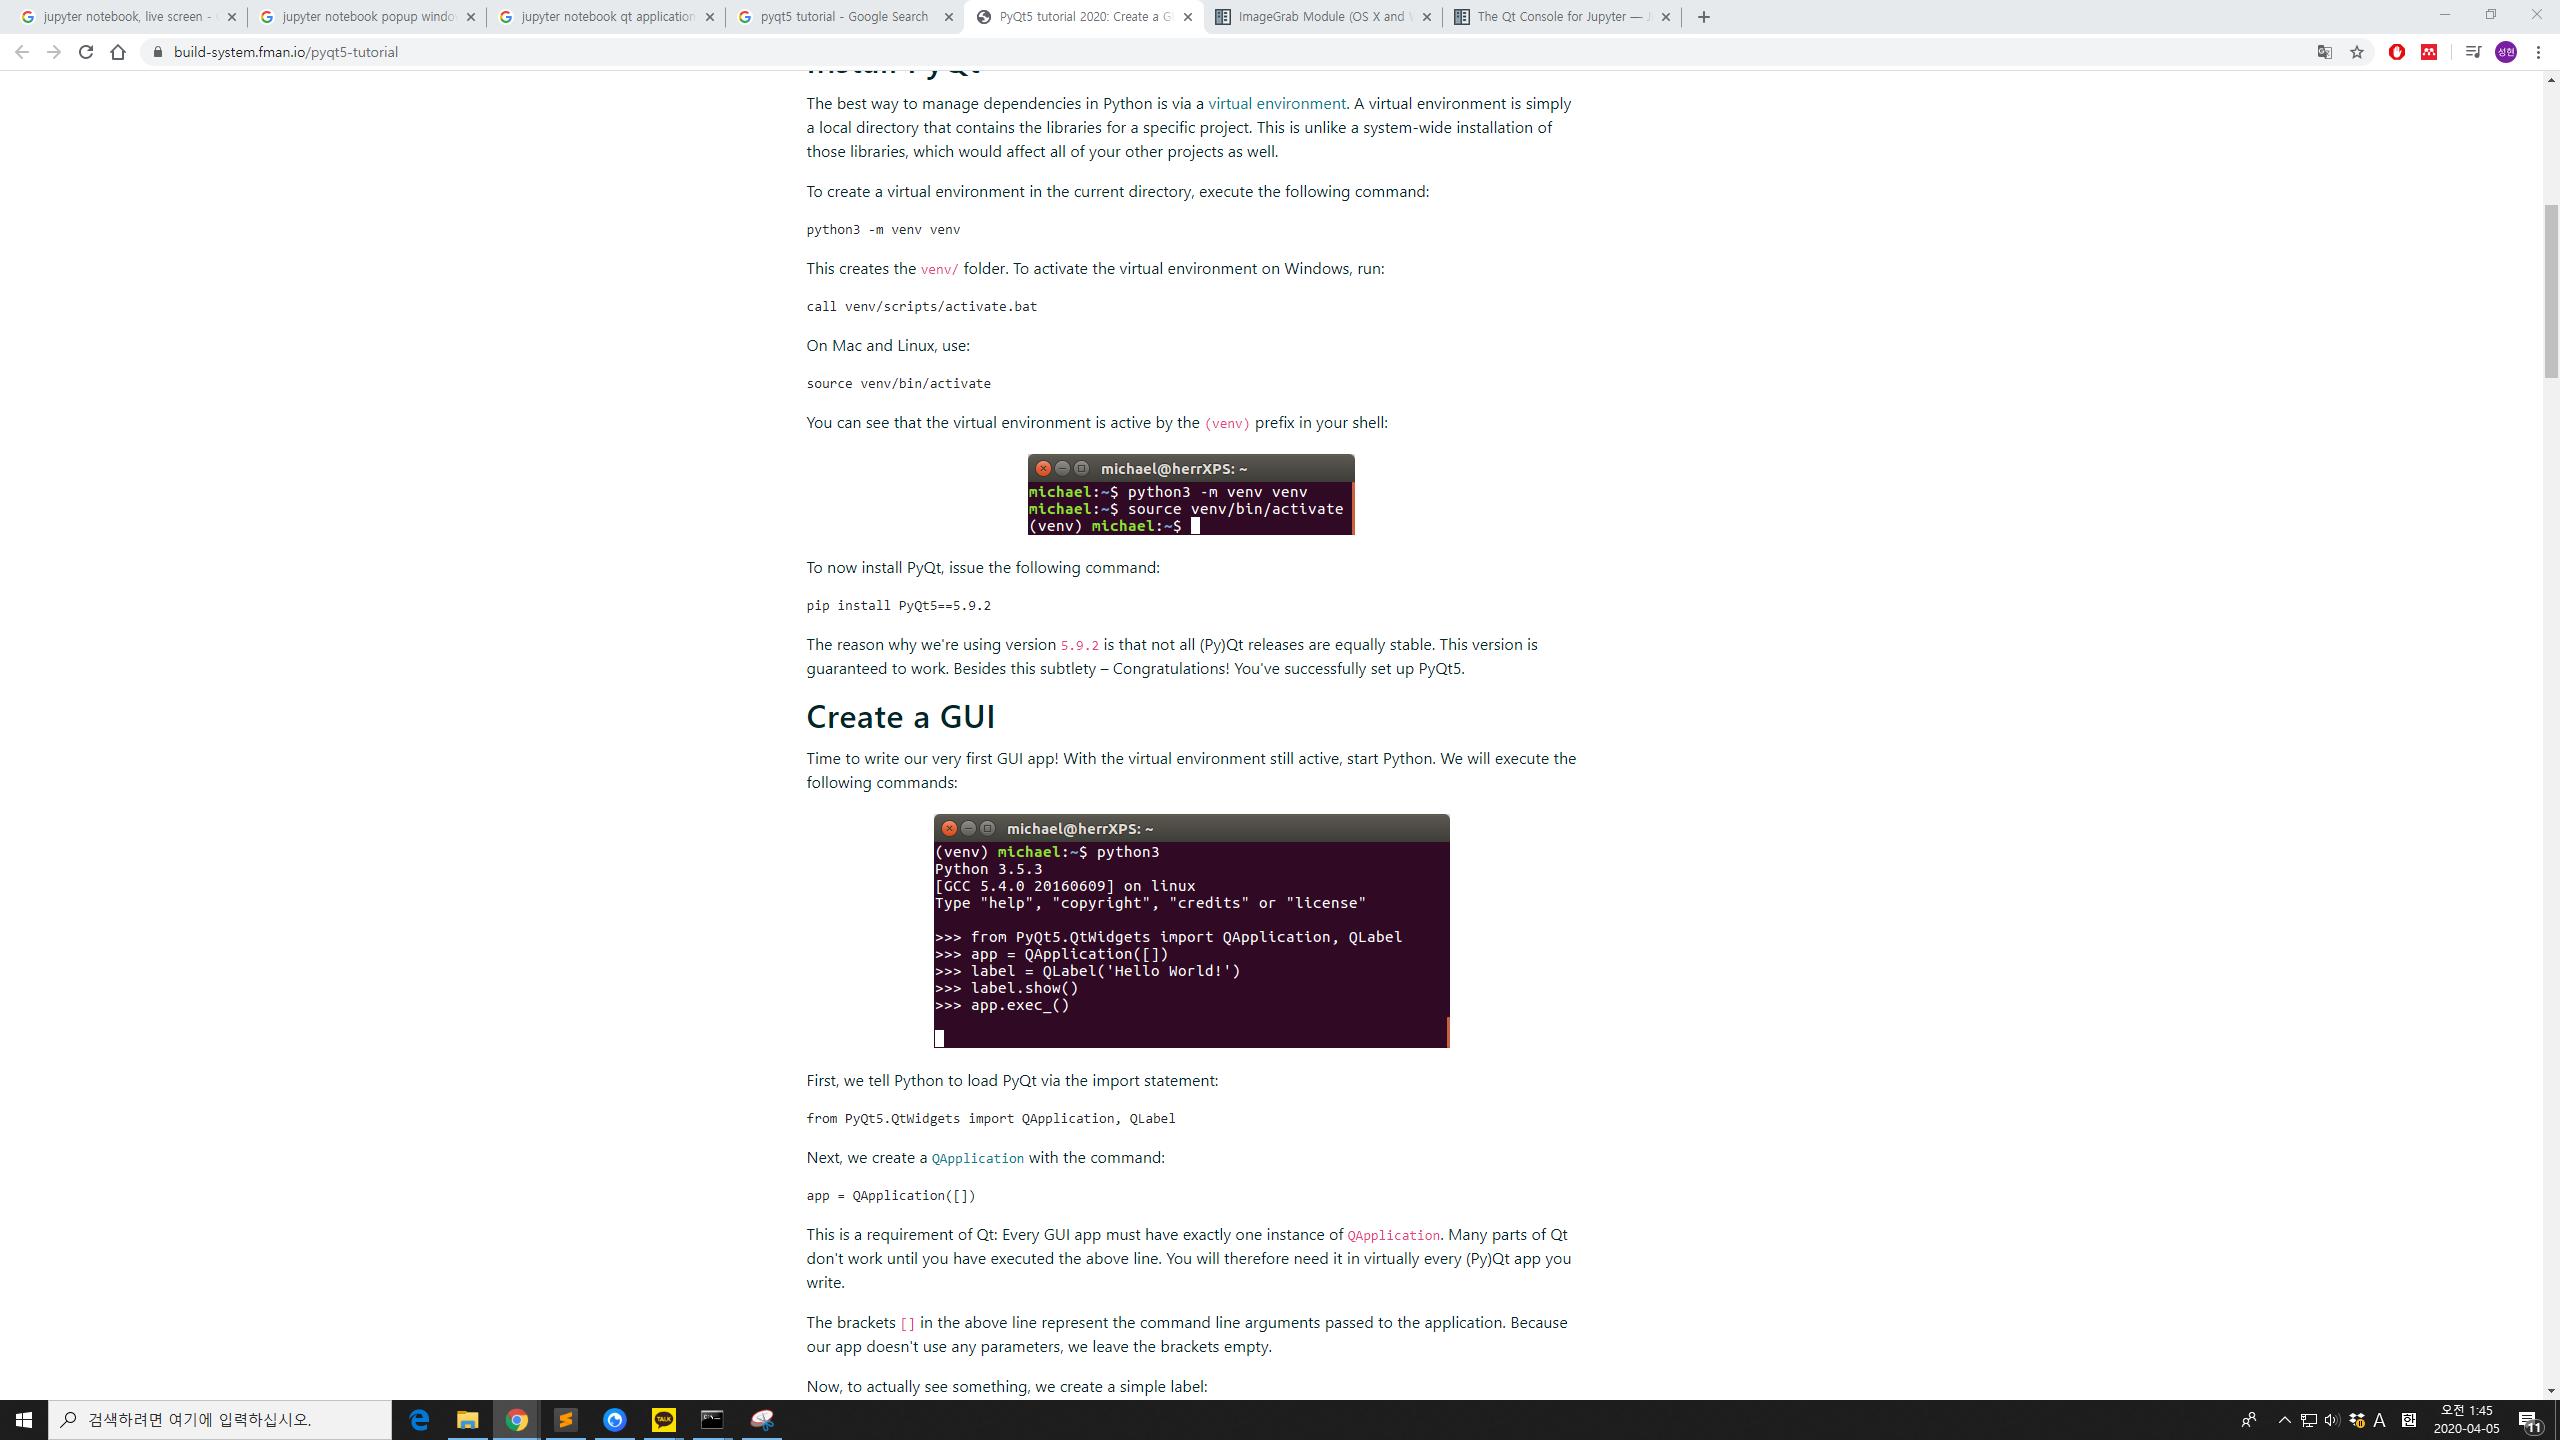 jupyter notebook, live screen -
jupyter notebook popup windo
jupyter notebook qt application
pyqt5 tutorial - Google Search
PyQt5 tutorial 2020: Create a G
ImageGrab Module (OS X and
The Qt Console for Jupyter —
build-system.fman.io/pyqt5-tutorial
성현
Install PyQt
The best way to manage dependencies in Python is via a virtual environment. A virtual environment is simply
a local directory that contains the libraries for a specific project. This is unlike a system-wide installation of
those libraries, which would affect all of your other projects as well.
To create a virtual environment in the current directory, execute the following command:
python3 -m venv venv
This creates the venv/ folder. To activate the virtual environment on Windows, run:
call venv/scripts/activate.bat
On Mac and Linux, use:
source venv/bin/activate
You can see that the virtual environment is active by the (venv) prefix in your shell:
michael@herrXPS: ~
michael:~$ python3 -m venv venv
michael:~$ source venv/bin/activate
(venv) michael:~$
To now install PyQt, issue the following command:
pip install PyQt5==5.9.2
The reason why we're using version 5.9.2 is that not all (Py)Qt releases are equally stable. This version is
guaranteed to work. Besides this subtlety – Congratulations! You've successfully set up PyQt5.
Create a GUI
Time to write our very first GUI app! With the virtual environment still active, start Python. We will execute the
following commands:
michael@herrXPS: ~
(venv) michael:~$ python3
Python 3.5.3
[GCC 5.4.0 20160609] on linux
Type "help", "copyright", "credits" or "license"
>>> from PyQt5.QtWidgets import QApplication, QLabel
>>> app = QApplication([])
>>> label = QLabel('Hello World!')
>>> label.show()
>>> app.exec_()
First, we tell Python to load PyQt via the import statement:
from PyQt5.QtWidgets import QApplication, QLabel
Next, we create a QApplication with the command:
app = QApplication([])
This is a requirement of Qt: Every GUI app must have exactly one instance of QApplication. Many parts of Qt
don't work until you have executed the above line. You will therefore need it in virtually every (Py)Qt app you
write.
The brackets [] in the above line represent the command line arguments passed to the application. Because
our app doesn't use any parameters, we leave the brackets empty.
Now, to actually see something, we create a simple label:
검색하려면 여기에 입력하십시오.
TALK
A
한
오전 1:45
2020-04-05
11